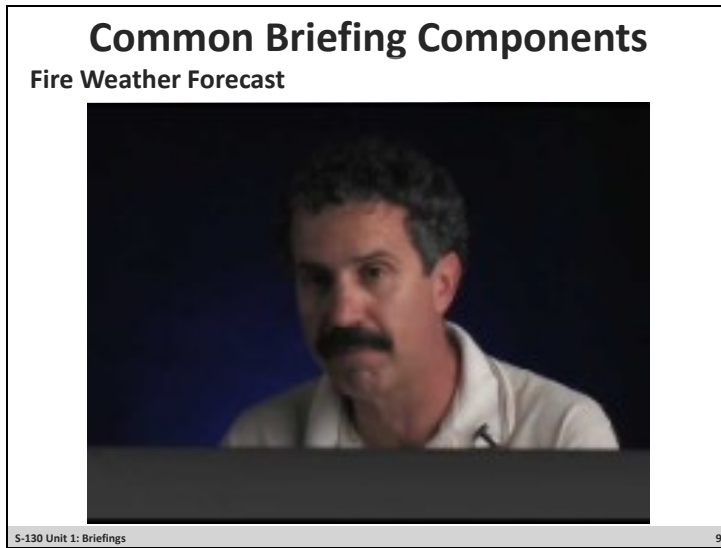 Common Briefing Components
Fire Weather Forecast
S-130 Unit 1: Briefings 9